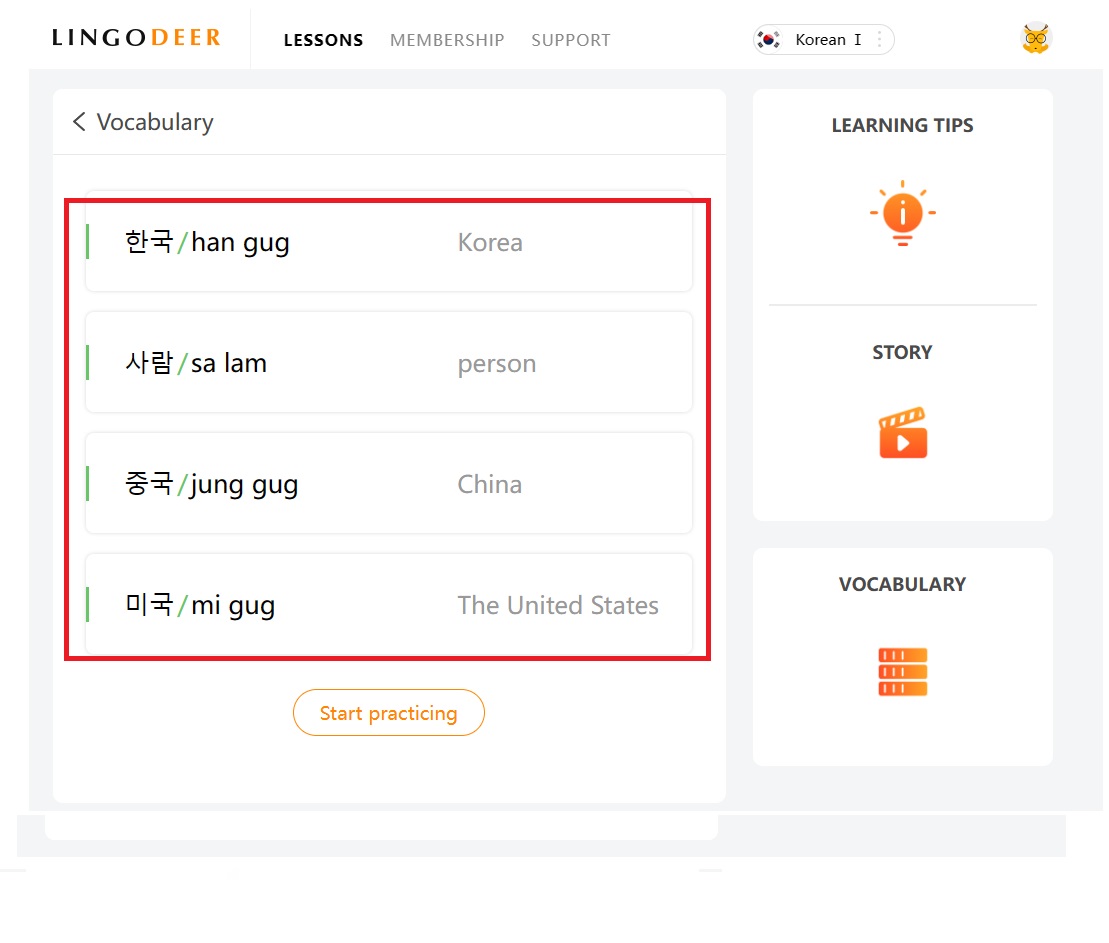 LINGODEER LESSONS MEMBERSHIP SUPPORT Korean I
Vocabulary
한국/han gug Korea
사람/sa lam person
중국/jung gug China
미국/mi gug The United States
Start practicing
LEARNING TIPS
STORY
VOCABULARY